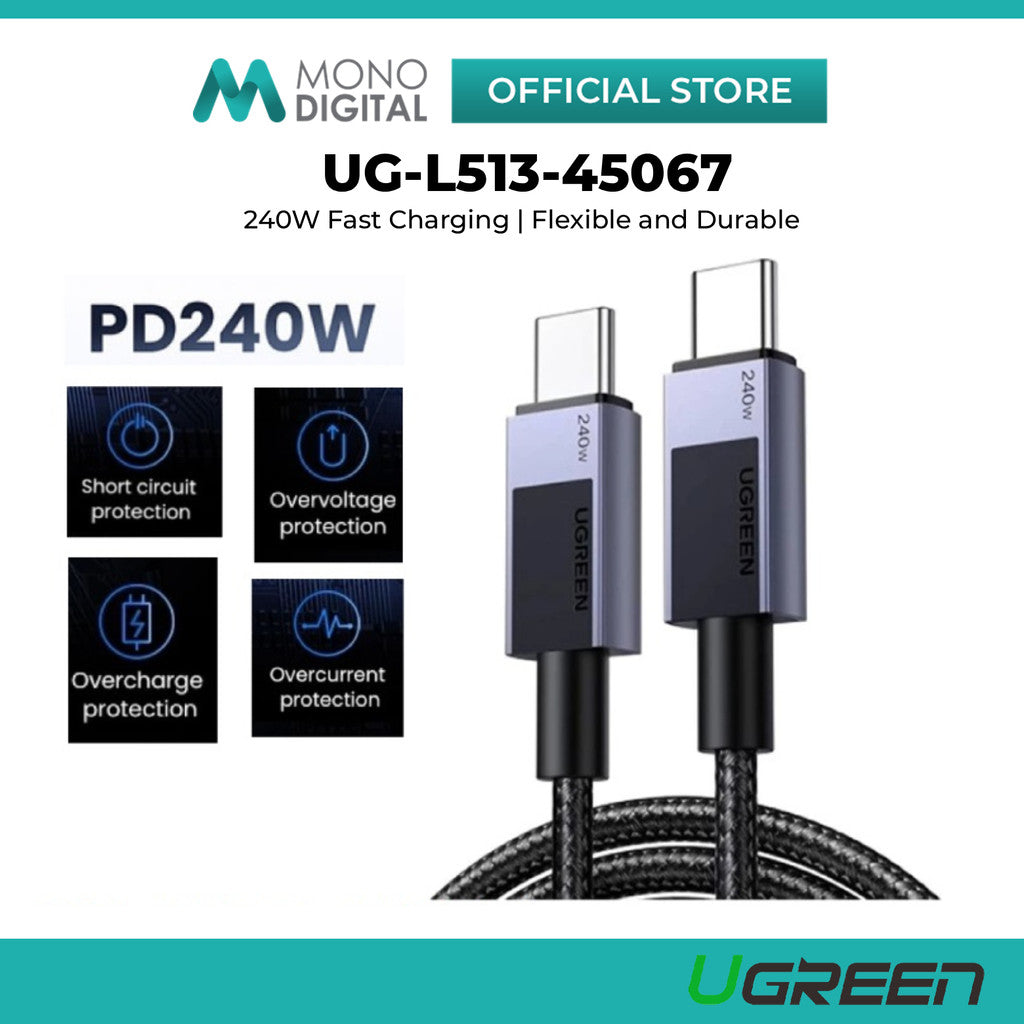 MONO
DIGITAL
OFFICIAL STORE
UG-L513-45067
240W Fast Charging | Flexible and Durable
PD240W
Short circuit
protection
Overvoltage
protection
Overcharge
protection
Overcurrent
protection
240W
UGREEN
240W
UGREEN
UGREEN